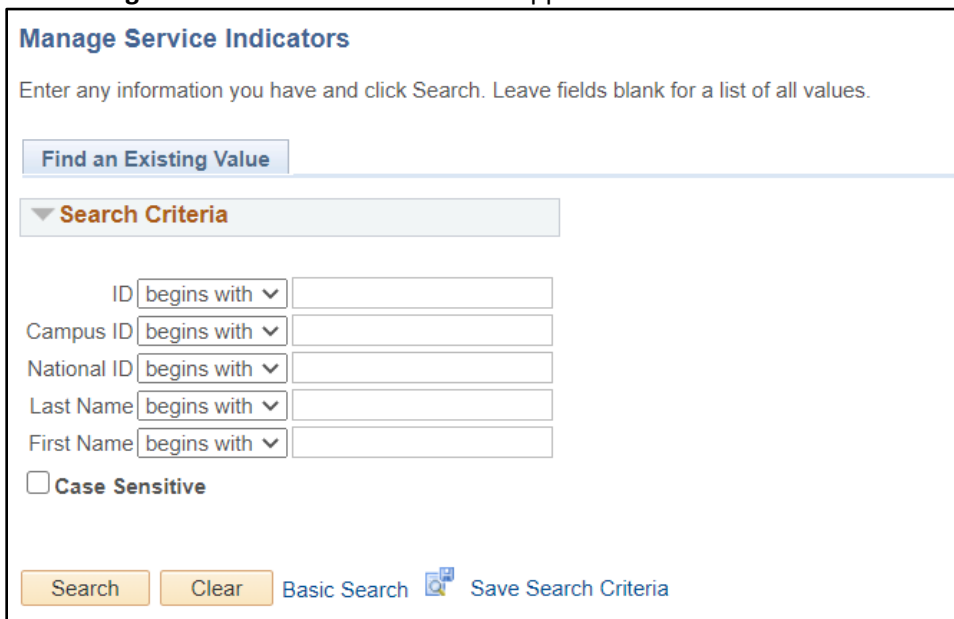 Manage Service Indicators
Enter any information you have and click Search. Leave fields blank for a list of all values.
Find an Existing Value
Search Criteria
ID begins with
Campus ID begins with
National ID begins with
Last Name begins with
First Name begins with
Case Sensitive
Search Clear Basic Search Save Search Criteria